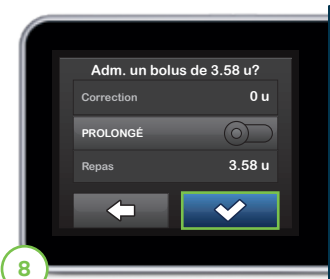 Adm. un bolus de 3.58 u?
Correction 0 u
PROLONGÉ
Repas 3.58 u
8